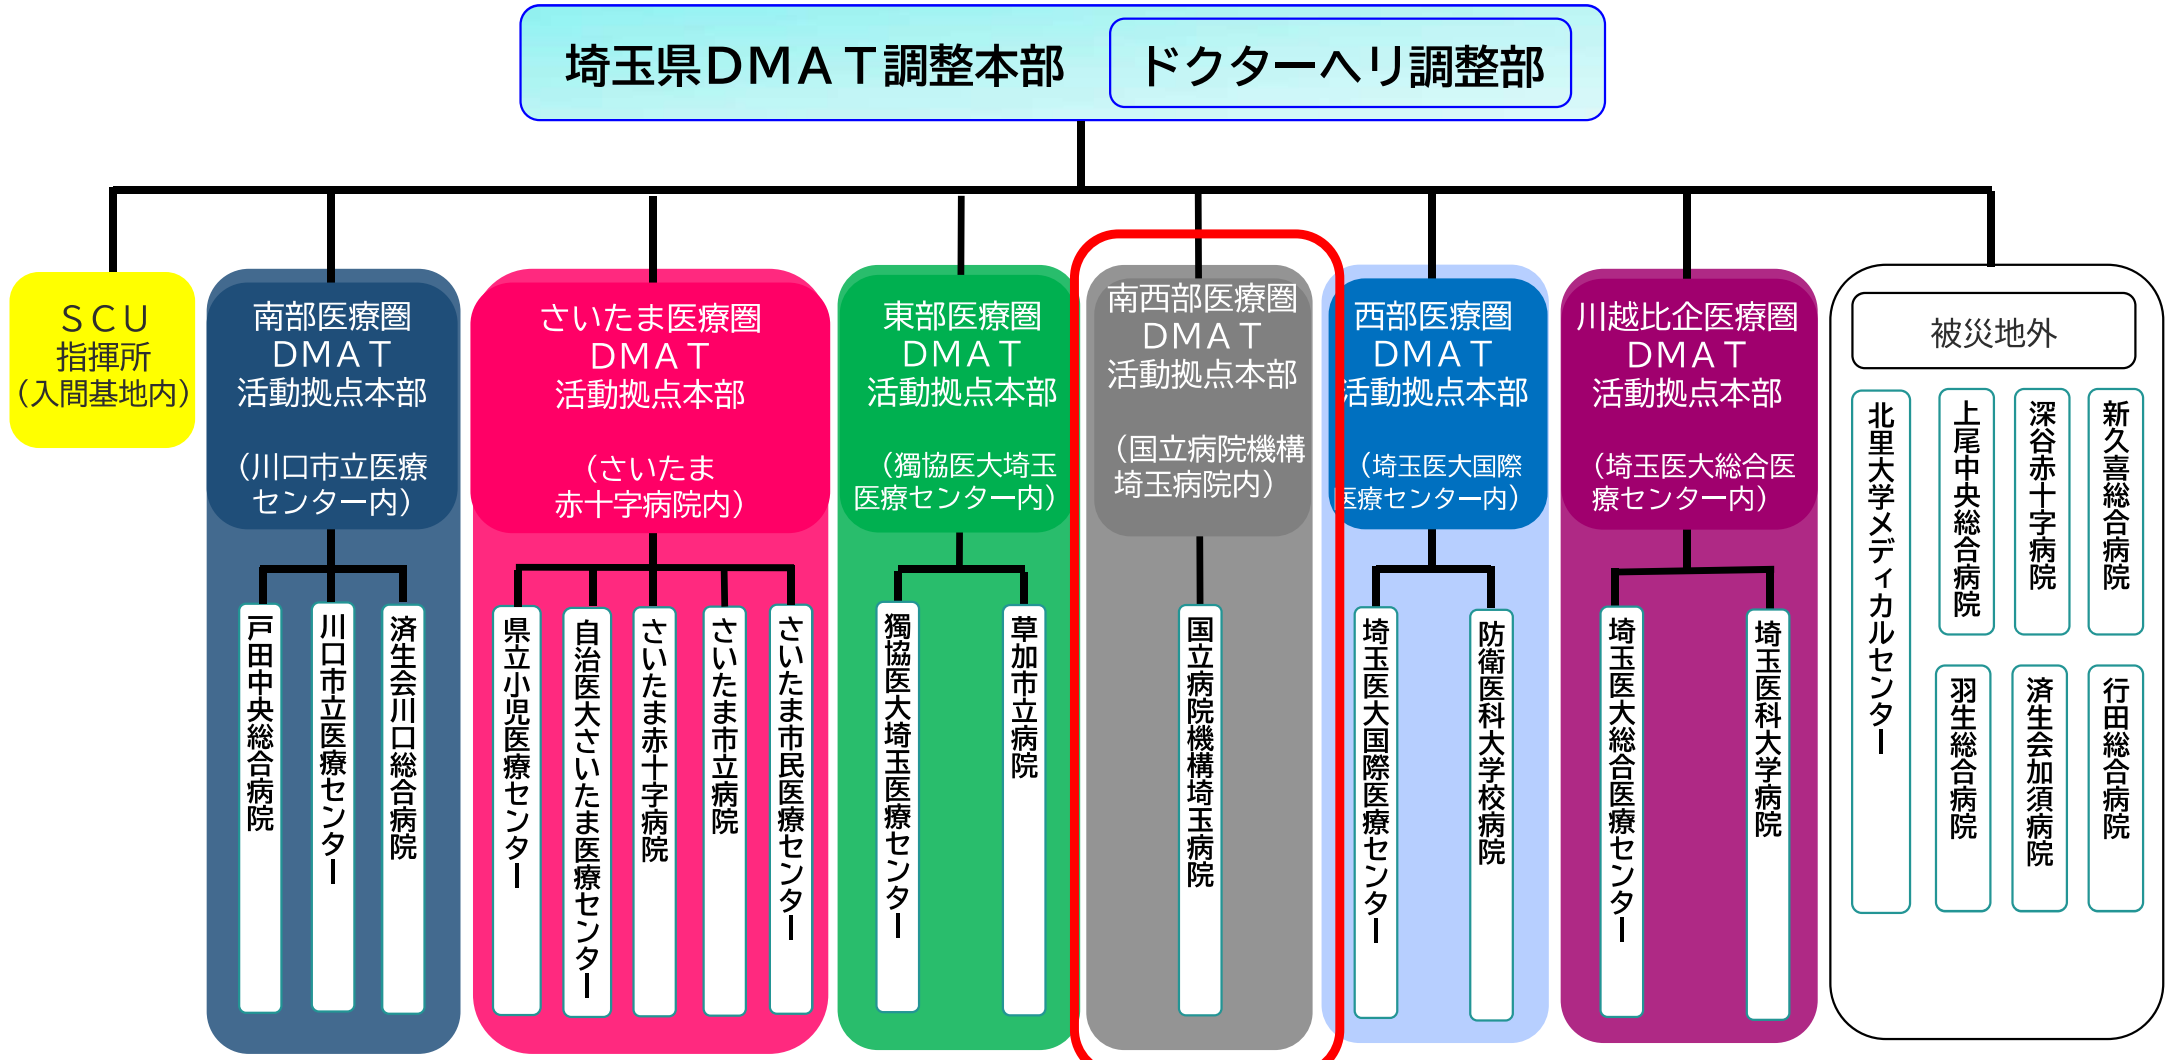 埼玉県ＤＭＡＴ調整本部
ドクターヘリ調整部
ＳＣＵ
指揮所
（入間基地内）
南部医療圏
ＤＭＡＴ
活動拠点本部
（川口市立医療
センター内）
戸田中央総合病院
川口市立医療センター
済生会川口総合病院
さいたま医療圏
ＤＭＡＴ
活動拠点本部
（さいたま
赤十字病院内）
県立小児医療センター
自治医大さいたま医療センター
さいたま赤十字病院
さいたま市立病院
さいたま市民医療センター
東部医療圏
ＤＭＡＴ
活動拠点本部
（獨協医大埼玉
医療センター内）
獨協医大埼玉医療センター
草加市立病院
南西部医療圏
ＤＭＡＴ
活動拠点本部
（国立病院機構
埼玉病院内）
国立病院機構埼玉病院
西部医療圏
ＤＭＡＴ
活動拠点本部
（埼玉医大国際
医療センター内）
埼玉医大国際医療センター
防衛医科大学校病院
川越比企医療圏
ＤＭＡＴ
活動拠点本部
（埼玉医大総合医
療センター内）
埼玉医大総合医療センター
埼玉医科大学病院
被災地外
北里大学メディカルセンター
上尾中央総合病院
深谷赤十字病院
新久喜総合病院
羽生総合病院
済生会加須病院
行田総合病院